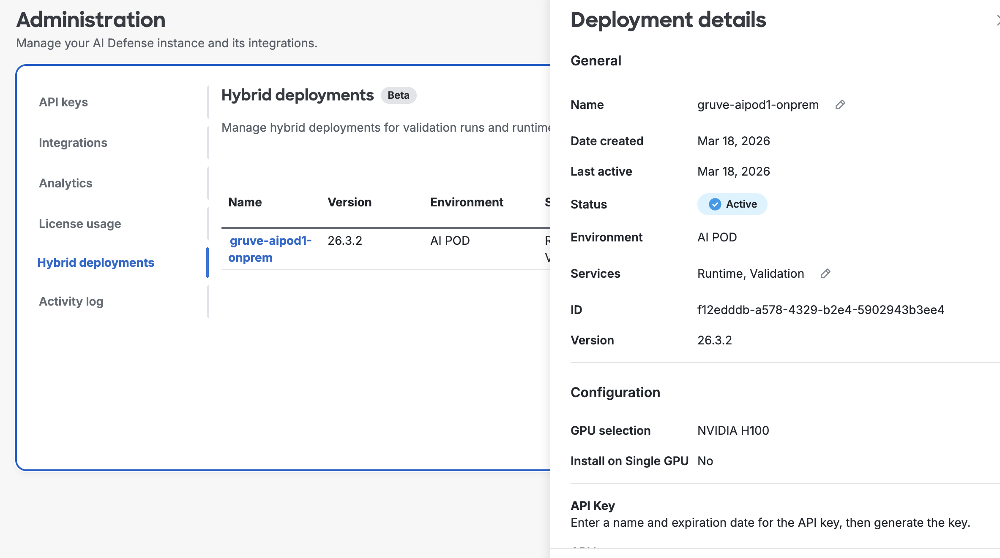 Administration
Manage your AI Defense instance and its integrations.
API keys
Integrations
Analytics
License usage
Hybrid deployments
Activity log
Hybrid deployments Beta
Manage hybrid deployments for validation runs and runtime
Name Version Environment
gruve-aipod1- 26.3.2 AI POD
onprem
Deployment details
General
Name gruve-aipod1-onprem
Date created Mar 18, 2026
Last active Mar 18, 2026
Status Active
Environment AI POD
Services Runtime, Validation
ID f12edddb-a578-4329-b2e4-5902943b3ee4
Version 26.3.2
Configuration
GPU selection NVIDIA H100
Install on Single GPU No
API Key
Enter a name and expiration date for the API key, then generate the key.